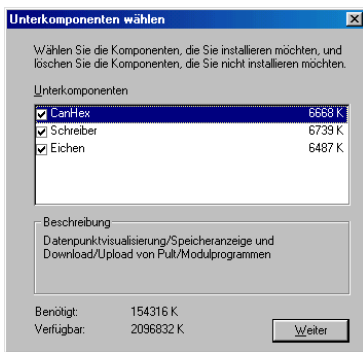 Unterkomponenten wählen
Wählen Sie die Komponenten, die Sie installieren möchten, und
löschen Sie die Komponenten, die Sie nicht installieren möchten.
Unterkomponenten
CanHex 6668 K
Schreiber 6739 K
Eichen 6487 K
Beschreibung
Datenpunktvisualisierung/Speicheranzeige und
Download/Upload von Pult/Modulprogrammen
Benötigt: 154316 K
Verfügbar: 2096832 K
Weiter